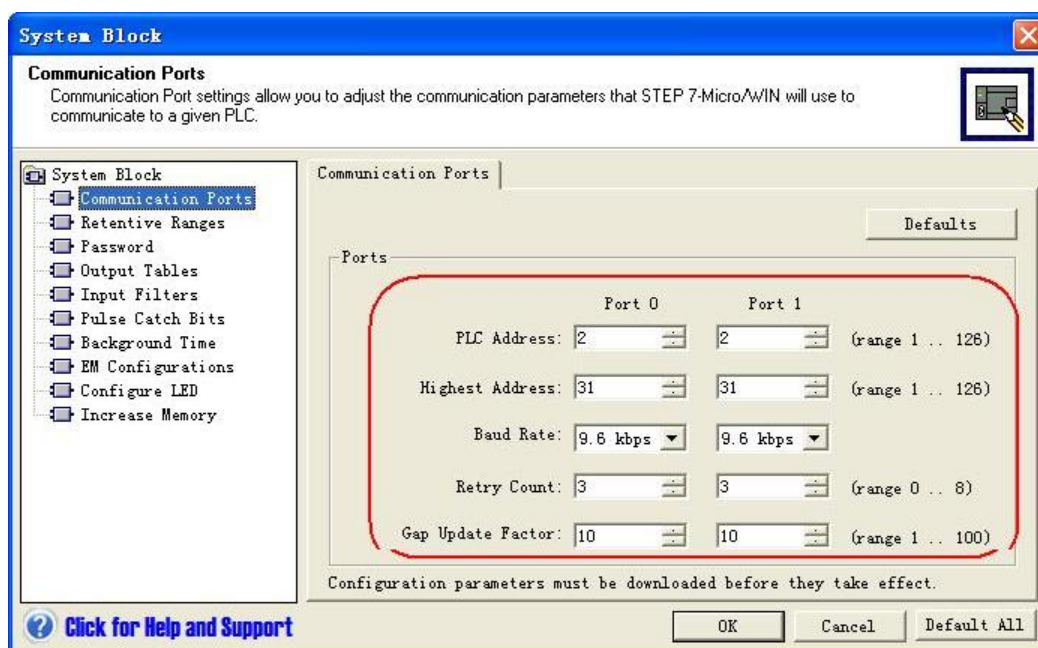 System Block
Communication Ports
Communication Port settings allow you to adjust the communication parameters that STEP 7-Micro/WIN will use to
communicate to a given PLC.
System Block
Communication Ports
Retentive Ranges
Password
Output Tables
Input Filters
Pulse Catch Bits
Background Time
EM Configurations
Configure LED
Increase Memory
Communication Ports
Defaults
Ports
Port 0 Port 1
PLC Address: 2 2 (range 1 .. 126)
Highest Address: 31 31 (range 1 .. 126)
Baud Rate: 9.6 kbps 9.6 kbps
Retry Count: 3 3 (range 0 .. 8)
Gap Update Factor: 10 10 (range 1 .. 100)
Configuration parameters must be downloaded before they take effect.
Click for Help and Support
OK Cancel Default All